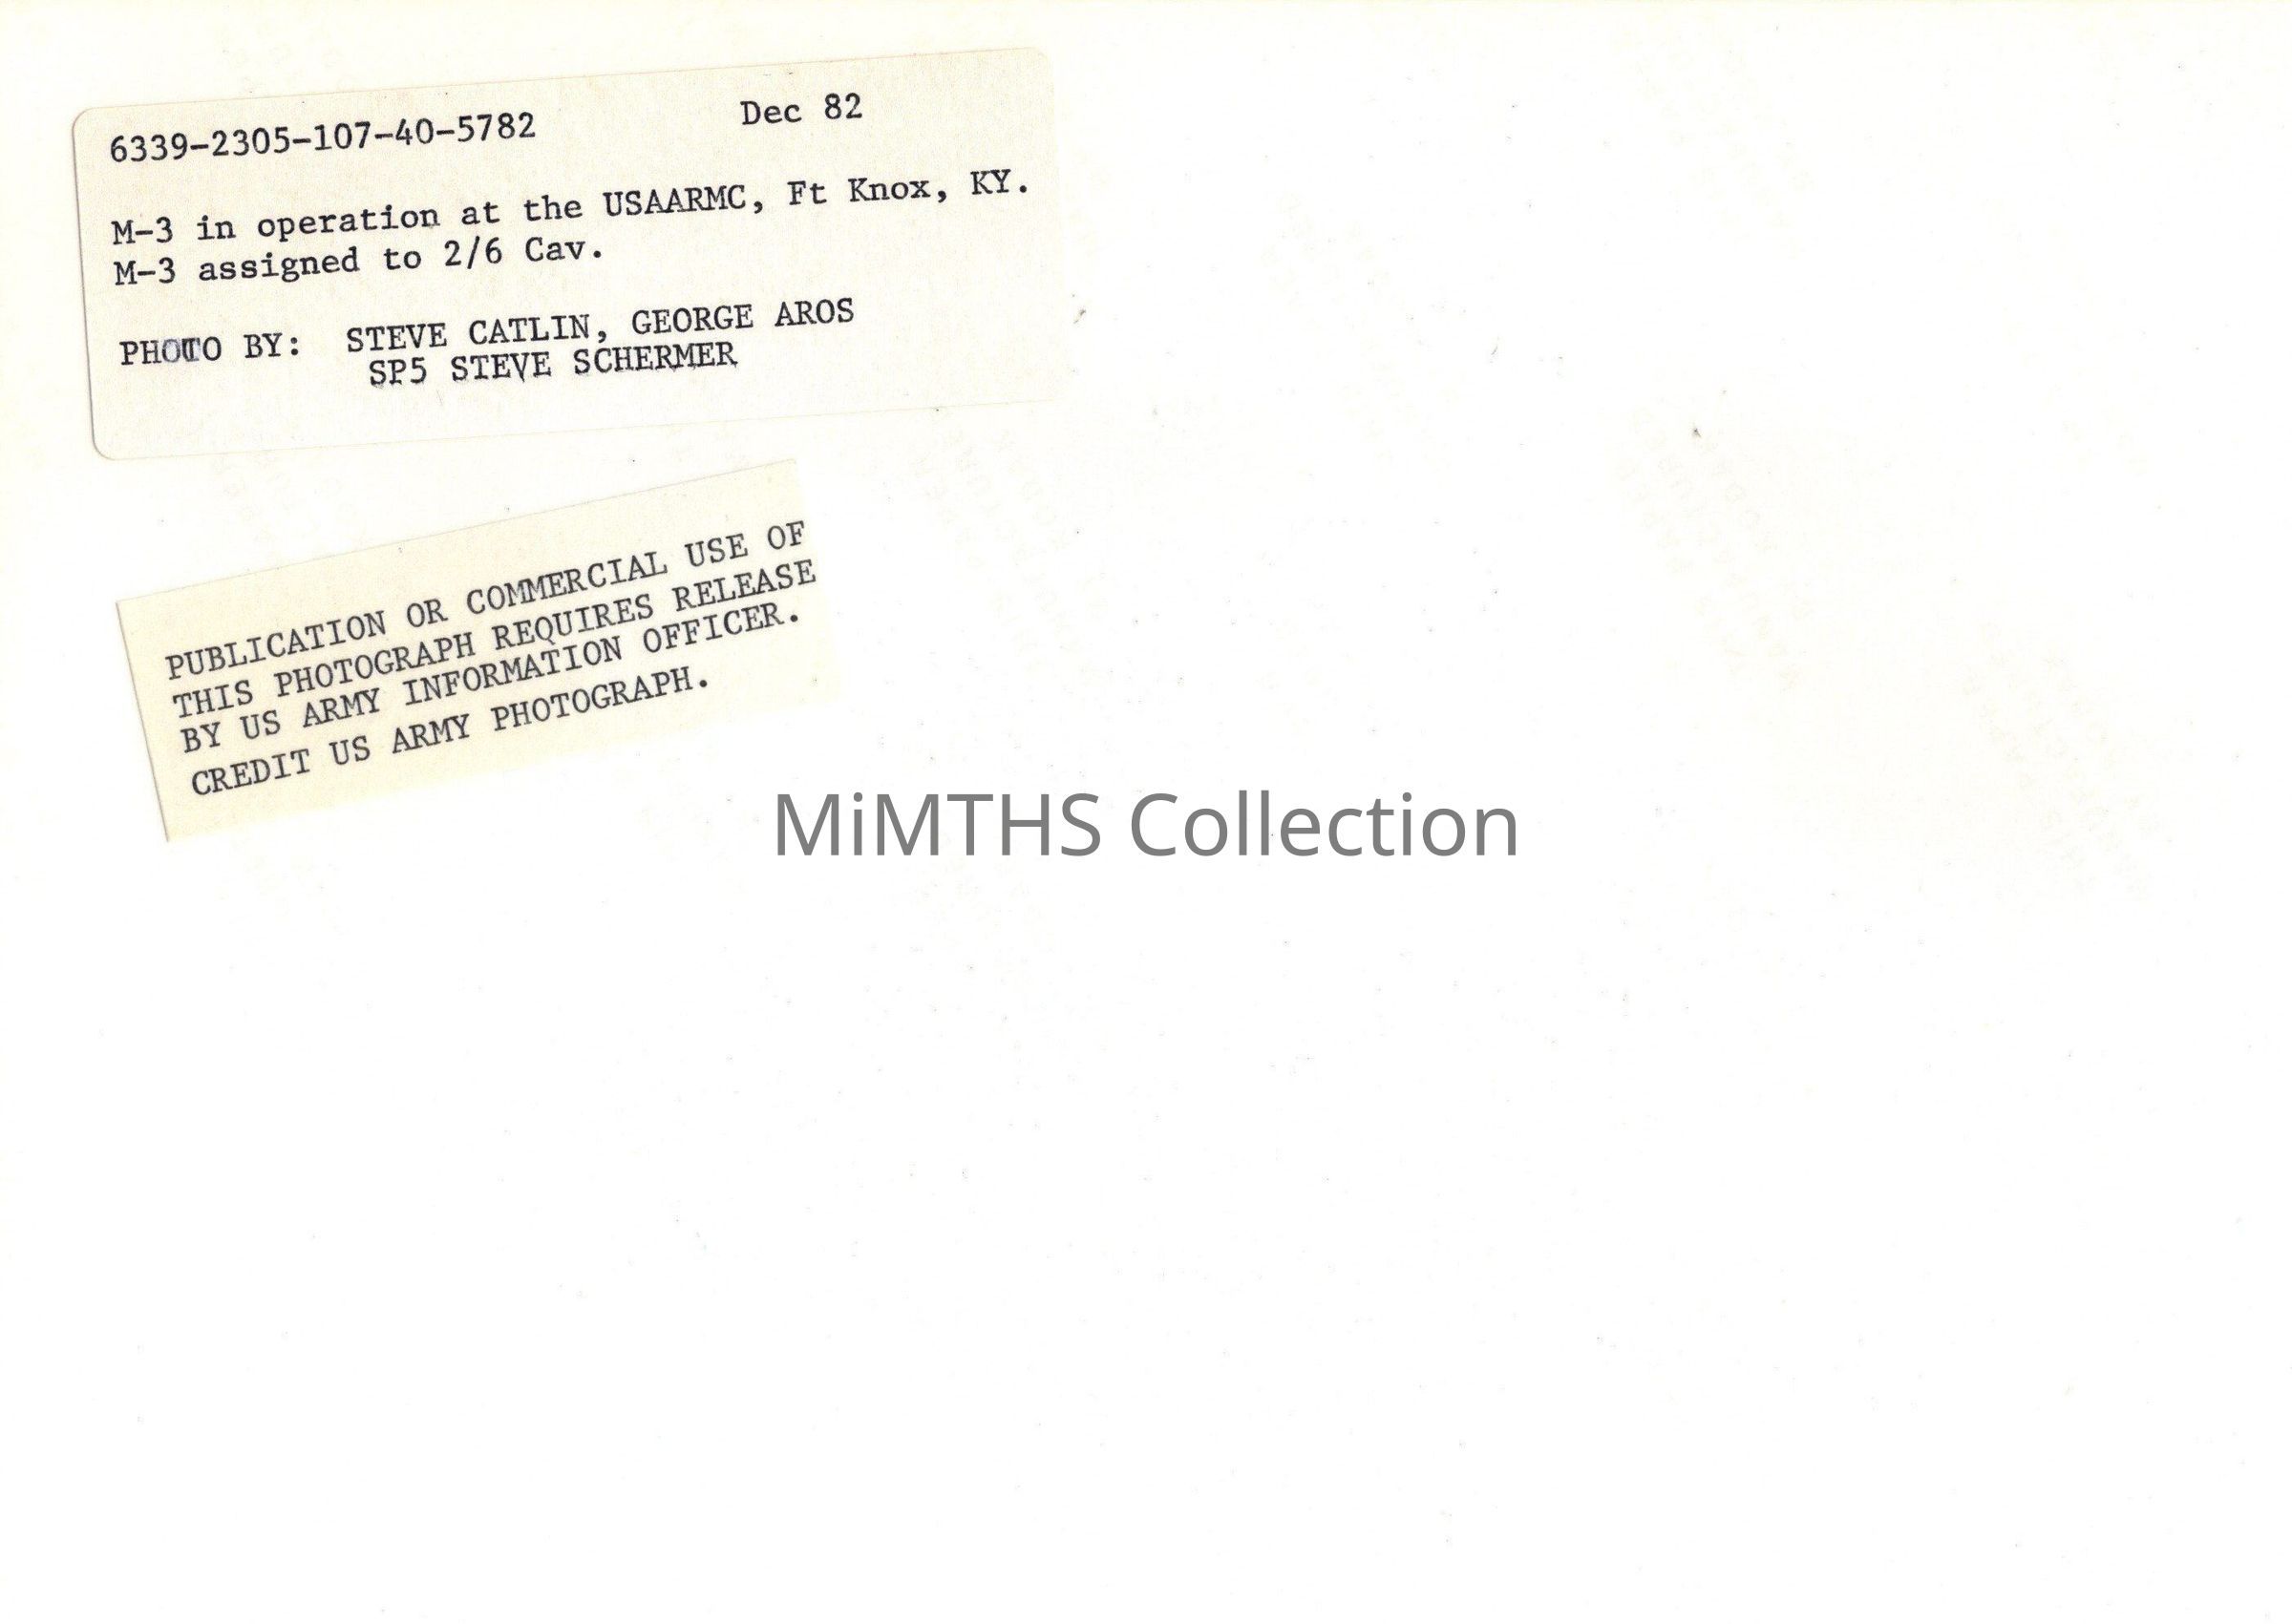 6339-2305-107-40-5782 Dec 82
M-3 in operation at the USAARMC, Ft Knox, KY.
M-3 assigned to 2/6 Cav.
PHOTO BY: STEVE CATLIN, GEORGE AROS
SP5 STEVE SCHERMER
PUBLICATION OR COMMERCIAL USE OF
THIS PHOTOGRAPH REQUIRES RELEASE
BY US ARMY INFORMATION OFFICER.
CREDIT US ARMY PHOTOGRAPH.
MiMTHS Collection